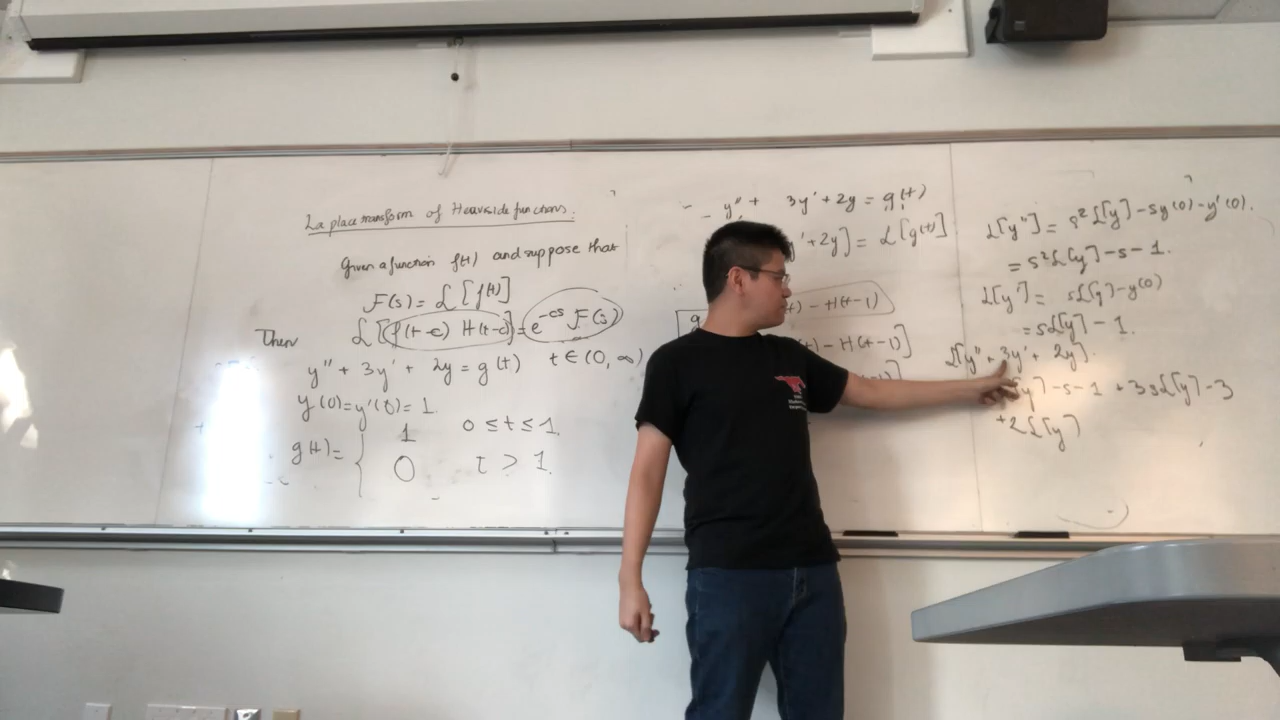 Laplace transform of Heaviside functions.
Given a function f(t) and suppose that
F(s) = ℒ[f(t)]
Then ℒ[f(t-c) H(t-c)] = e^-cs F(s)
y'' + 3y' + 2y = g(t) t ∈ (0, ∞)
y(0)=y'(0)= 1.
g(t)= { 1 0 ≤ t ≤ 1.
0 t > 1.
y'' + 3y' + 2y = g(t)
' + 2y] = ℒ[g(t)]
t) - H(t-1)
t) - H(t-1)]
ℒ[y''] = s²ℒ[y] - sy(0) - y'(0).
= s²ℒ[y] - s - 1.
ℒ[y'] = sℒ[y] - y(0)
= sℒ[y] - 1.
ℒ[y'' + 3y' + 2y].
[y] - s - 1 + 3sℒ[y] - 3
+2ℒ[y]